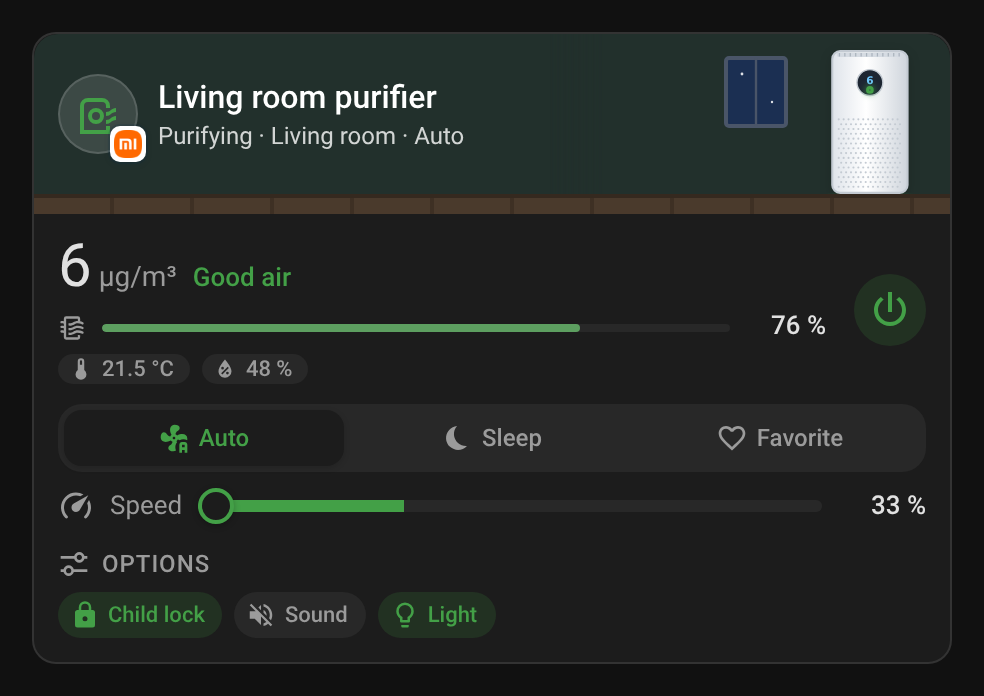 Living room purifier
Purifying · Living room · Auto
6
6 µg/m³ Good air
76 %
21.5 °C 48 %
Auto Sleep Favorite
Speed 33 %
OPTIONS
Child lock Sound Light